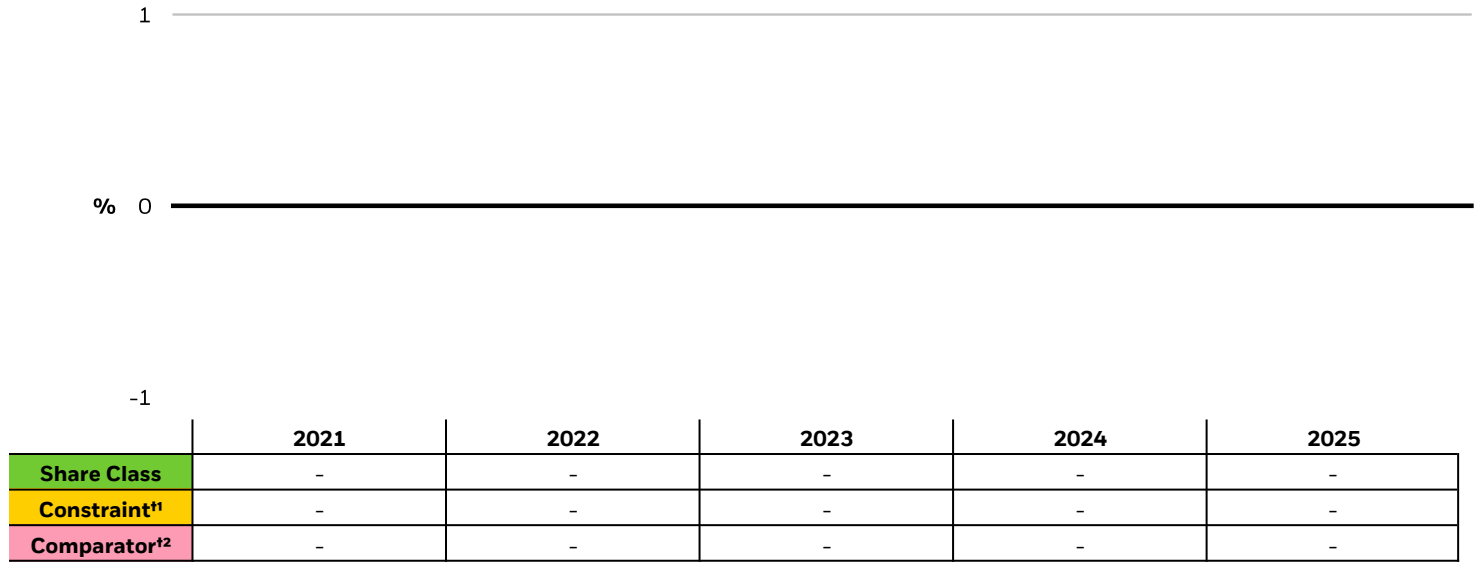 1
% 0
-1
2021 2022 2023 2024 2025
Share Class - - - - -
Constraint†1 - - - - -
Comparator†2 - - - - -